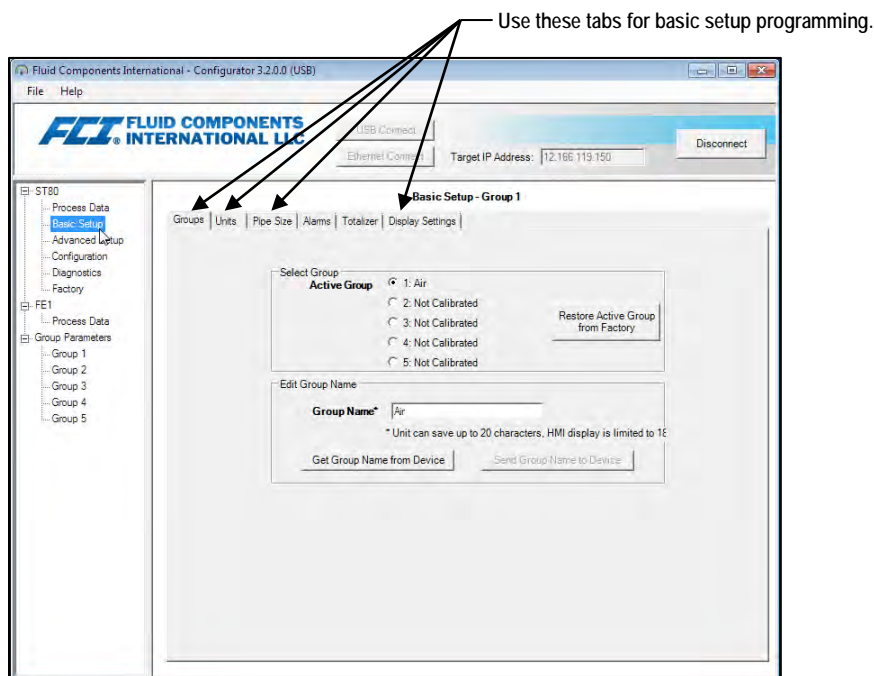 Use these tabs for basic setup programming.
Fluid Components International - Configurator 3.2.0.0 (USB)
File Help
FCI FLUID COMPONENTS
® INTERNATIONAL LLC
USB Connect
Ethernet Connect
Target IP Address: 12.166.119.150
Disconnect
ST80
Process Data
Basic Setup
Advanced Setup
Configuration
Diagnostics
Factory
FE1
Process Data
Group Parameters
Group 1
Group 2
Group 3
Group 4
Group 5
Basic Setup - Group 1
Groups Units Pipe Size Alarms Totalizer Display Settings
Select Group
Active Group 1: Air
2: Not Calibrated
3: Not Calibrated
4: Not Calibrated
5: Not Calibrated
Restore Active Group
from Factory
Edit Group Name
Group Name* Air
* Unit can save up to 20 characters, HMI display is limited to 16
Get Group Name from Device
Send Group Name to Device